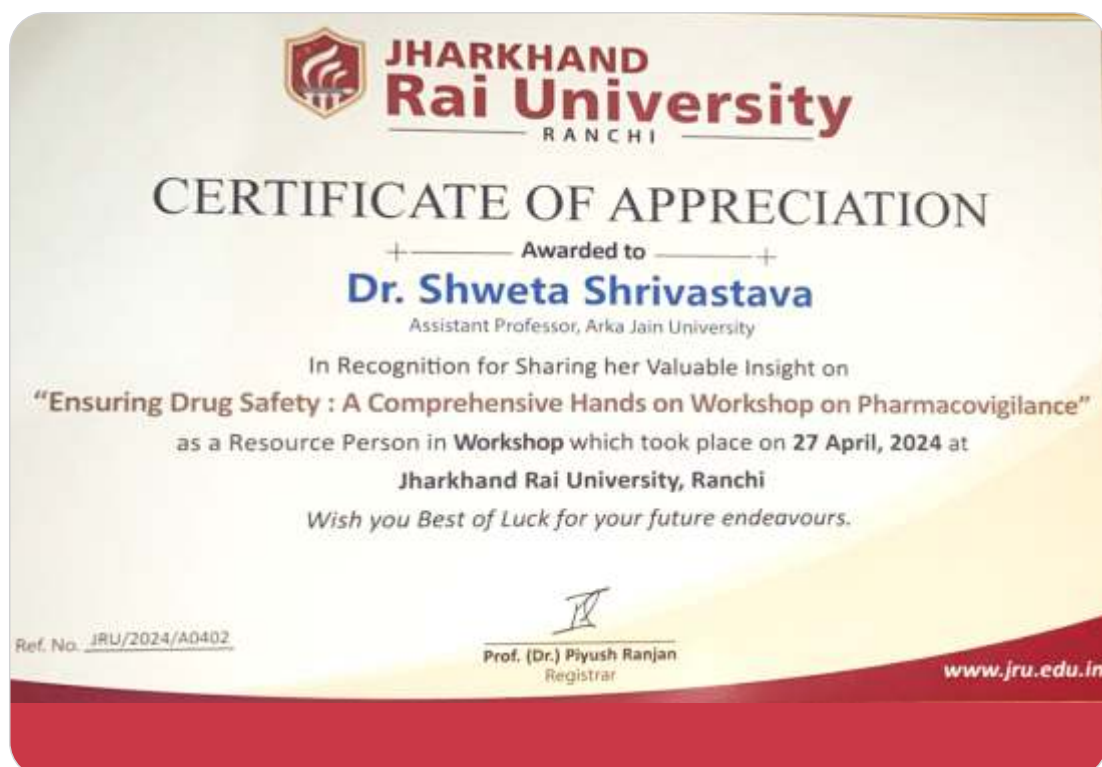 JHARKHAND
Rai University
RANCHI
CERTIFICATE OF APPRECIATION
Awarded to
Dr. Shweta Shrivastava
Assistant Professor, Arka Jain University
In Recognition for Sharing her Valuable Insight on
“Ensuring Drug Safety : A Comprehensive Hands on Workshop on Pharmacovigilance”
as a Resource Person in Workshop which took place on 27 April, 2024 at
Jharkhand Rai University, Ranchi
Wish you Best of Luck for your future endeavours.
Ref. No. JRU/2024/A0402
Prof. (Dr.) Piyush Ranjan
Registrar
www.jru.edu.in